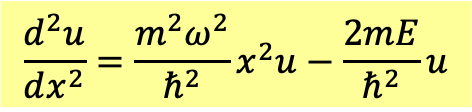 d²u/dx² = m²ω²/ħ² x²u − 2mE/ħ² u